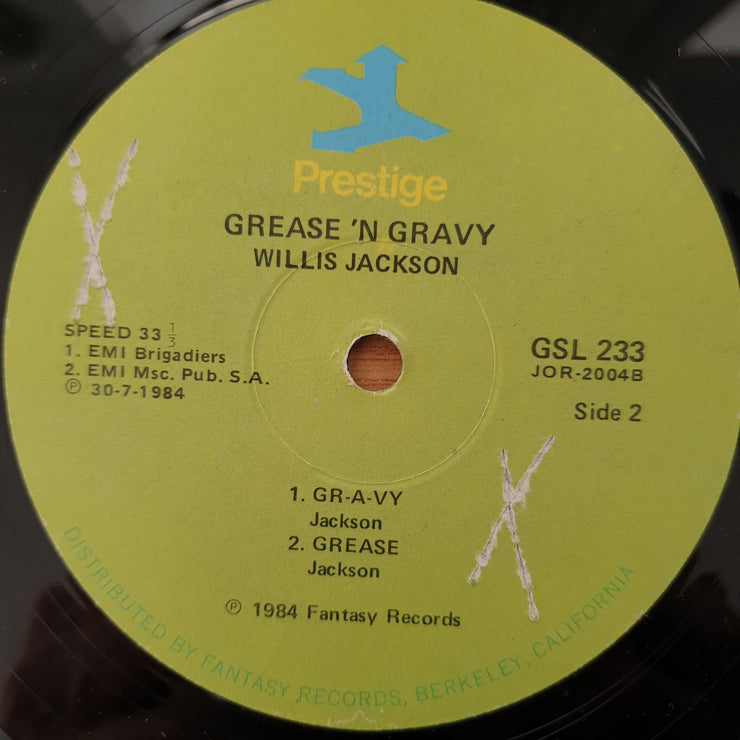 Prestige
GREASE 'N GRAVY
WILLIS JACKSON
SPEED 33 1/3
1. EMI Brigadiers
2. EMI Msc. Pub. S.A.
℗ 30-7-1984
GSL 233
JOR-2004B
Side 2
1. GR-A-VY
Jackson
2. GREASE
Jackson
℗ 1984 Fantasy Records
DISTRIBUTED BY FANTASY RECORDS, BERKELEY, CALIFORNIA